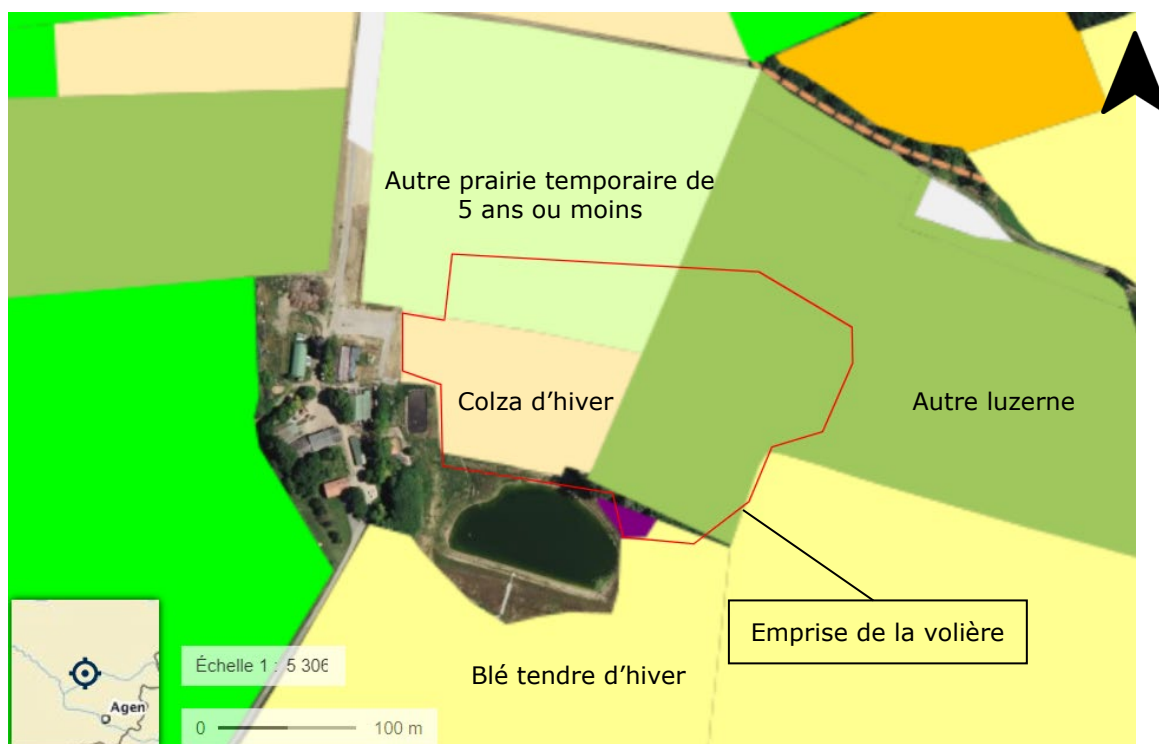 Autre prairie temporaire de
5 ans ou moins
Colza d'hiver
Autre luzerne
Emprise de la volière
Blé tendre d'hiver
Échelle 1 : 5 306
Agen
0 100 m